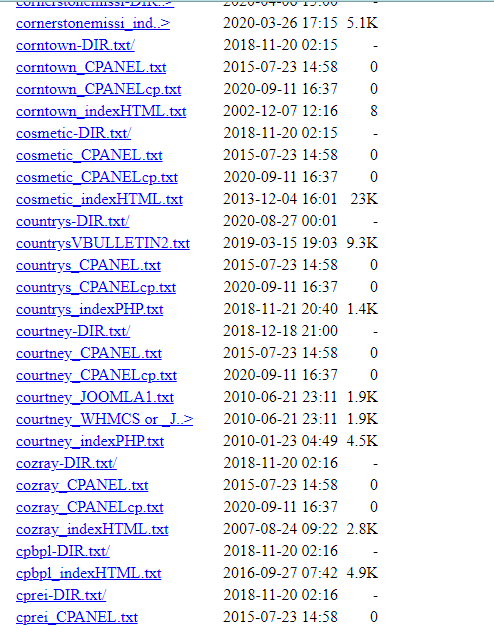 cornerstonemissi-DIR..> 2020-04-06 15:00 -
cornerstonemissi_ind..> 2020-03-26 17:15 5.1K
corntown-DIR.txt/ 2018-11-20 02:15 -
corntown_CPANEL.txt 2015-07-23 14:58 0
corntown_CPANELcp.txt 2020-09-11 16:37 0
corntown_indexHTML.txt 2002-12-07 12:16 8
cosmetic-DIR.txt/ 2018-11-20 02:15 -
cosmetic_CPANEL.txt 2015-07-23 14:58 0
cosmetic_CPANELcp.txt 2020-09-11 16:37 0
cosmetic_indexHTML.txt 2013-12-04 16:01 23K
countrys-DIR.txt/ 2020-08-27 00:01 -
countrysVBULLETIN2.txt 2019-03-15 19:03 9.3K
countrys_CPANEL.txt 2015-07-23 14:58 0
countrys_CPANELcp.txt 2020-09-11 16:37 0
countrys_indexPHP.txt 2018-11-21 20:40 1.4K
courtney-DIR.txt/ 2018-12-18 21:00 -
courtney_CPANEL.txt 2015-07-23 14:58 0
courtney_CPANELcp.txt 2020-09-11 16:37 0
courtney_JOOMLA1.txt 2010-06-21 23:11 1.9K
courtney_WHMCS or _J..> 2010-06-21 23:11 1.9K
courtney_indexPHP.txt 2010-01-23 04:49 4.5K
cozray-DIR.txt/ 2018-11-20 02:16 -
cozray_CPANEL.txt 2015-07-23 14:58 0
cozray_CPANELcp.txt 2020-09-11 16:37 0
cozray_indexHTML.txt 2007-08-24 09:22 2.8K
cpbpl-DIR.txt/ 2018-11-20 02:16 -
cpbpl_indexHTML.txt 2016-09-27 07:42 4.9K
cprei-DIR.txt/ 2018-11-20 02:16 -
cprei_CPANEL.txt 2015-07-23 14:58 0